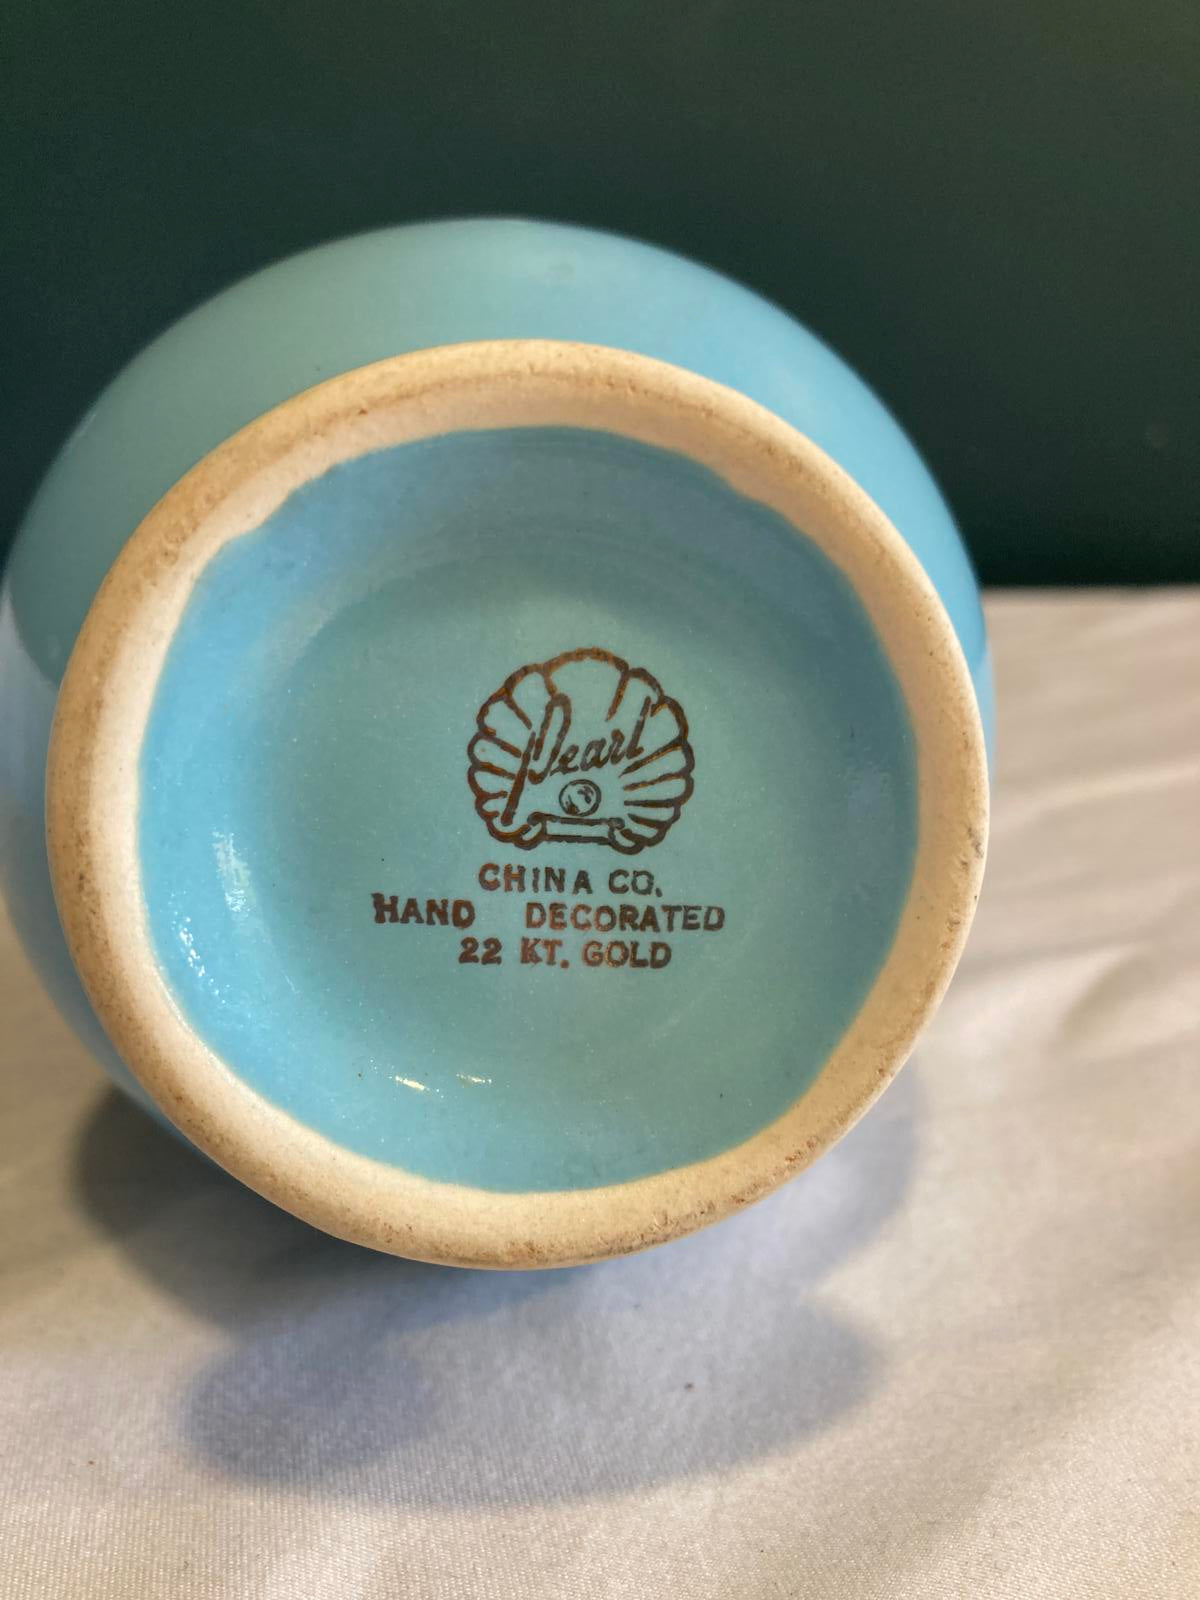 Pearl
CHINA CO.
HAND DECORATED
22 KT. GOLD